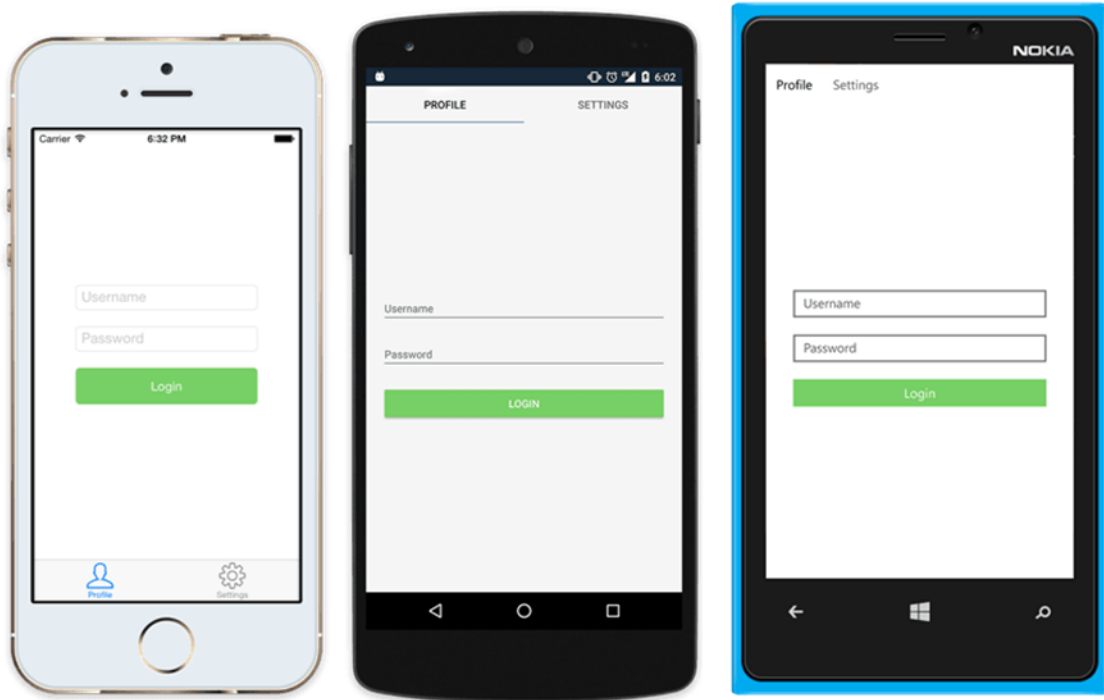 Carrier
6:32 PM
Username
Password
Login
Profile
Settings
6:02
PROFILE
SETTINGS
Username
Password
LOGIN
NOKIA
Profile Settings
Username
Password
Login